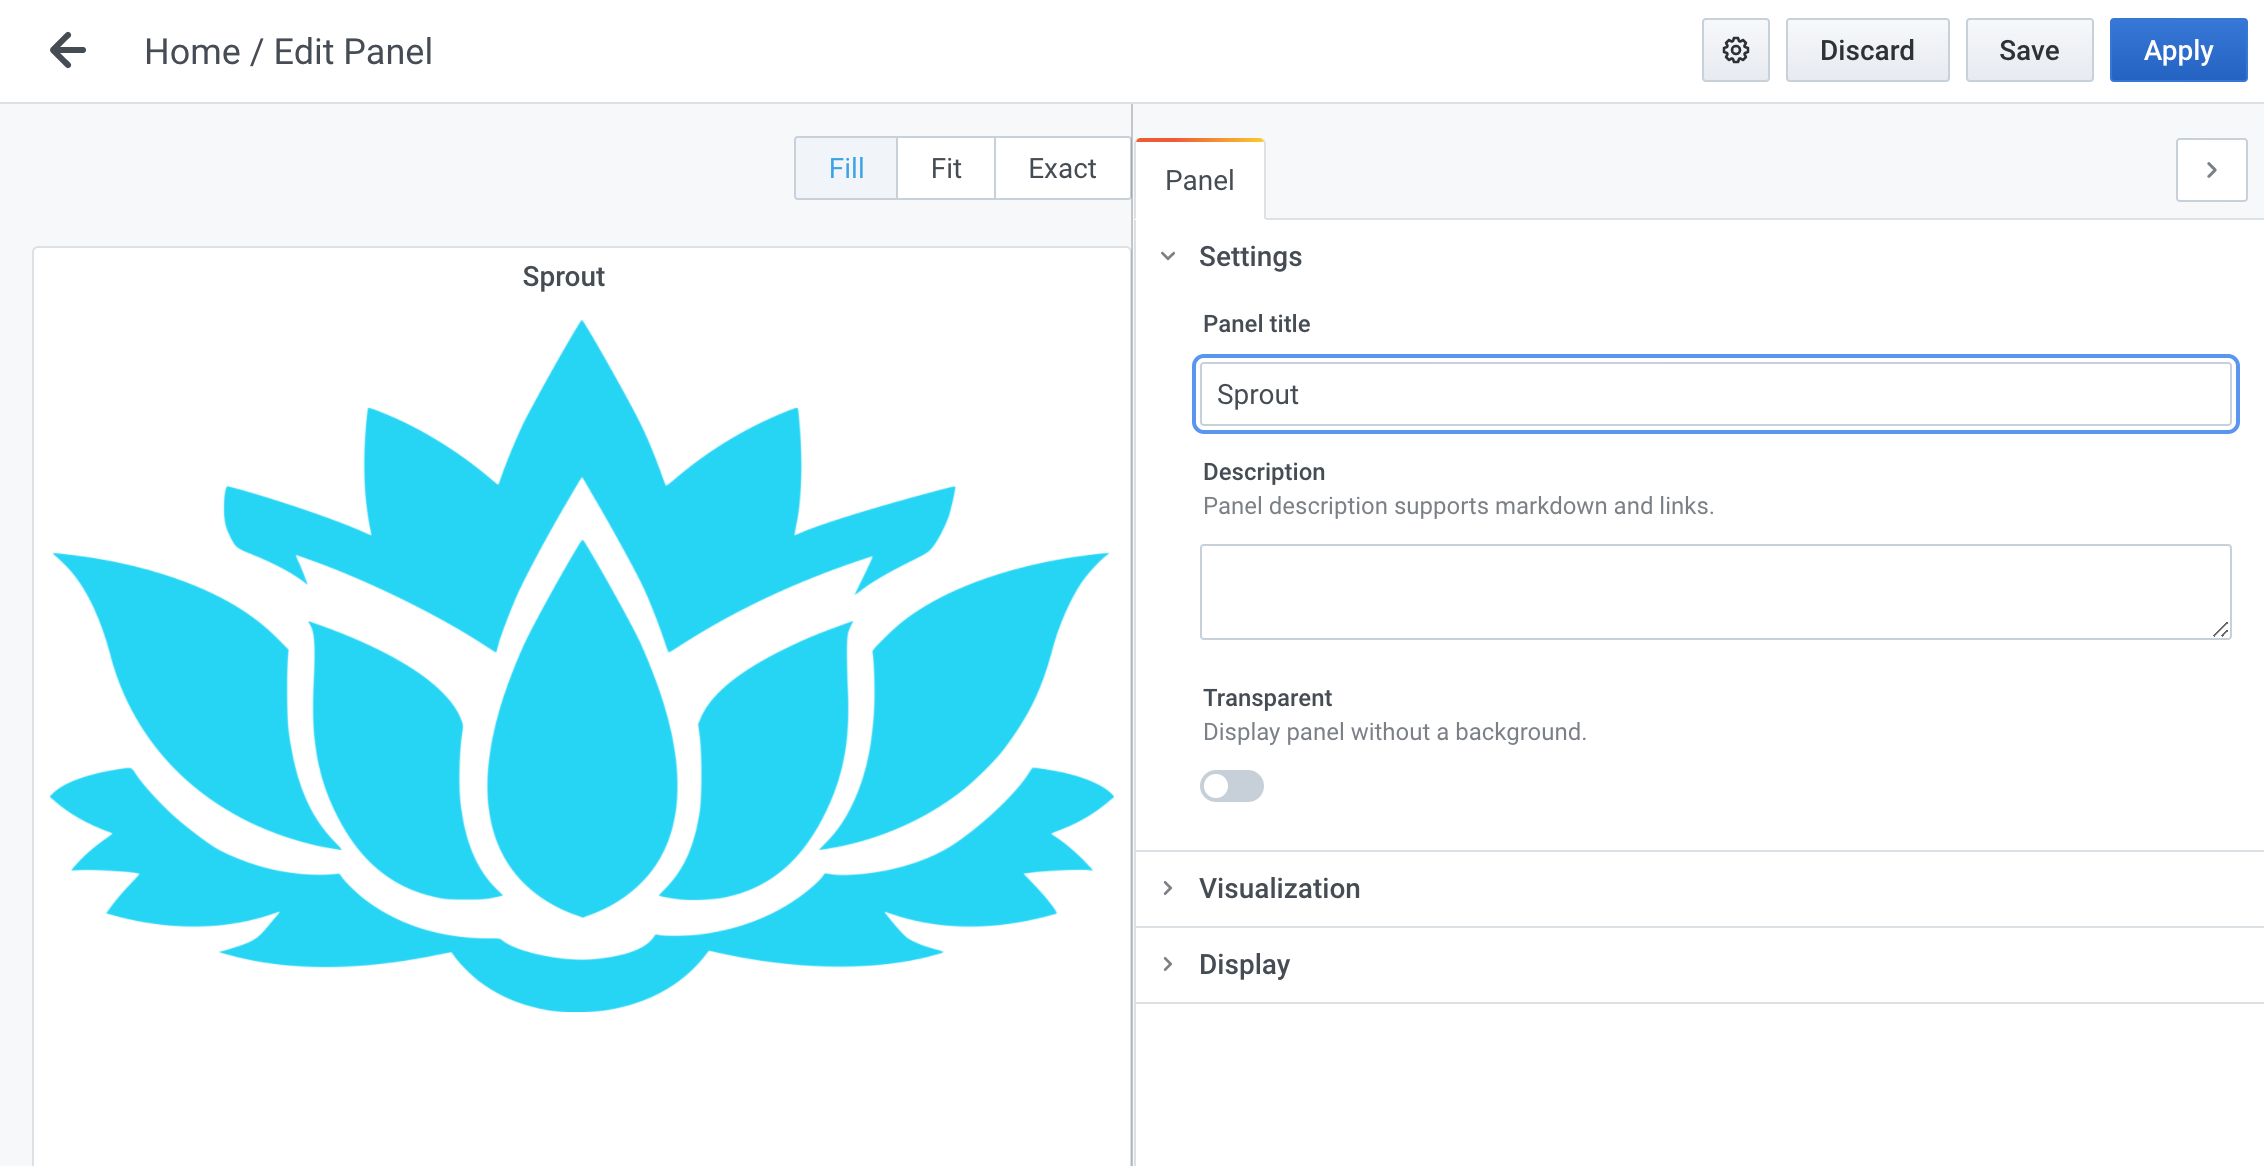 Home / Edit Panel
Discard
Save
Apply
Fill
Fit
Exact
Panel
Sprout
Settings
Panel title
Sprout
Description
Panel description supports markdown and links.
Transparent
Display panel without a background.
Visualization
Display